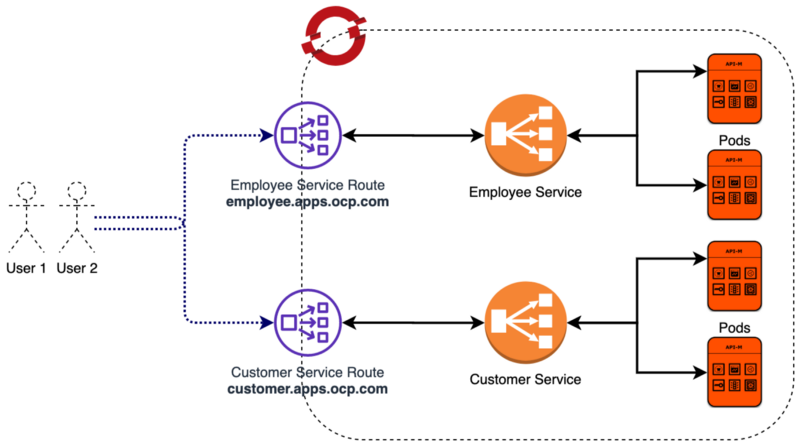 API-M
Pods
API-M
Employee Service Route
employee.apps.ocp.com
Employee Service
User 1
User 2
API-M
Pods
API-M
Customer Service Route
customer.apps.ocp.com
Customer Service